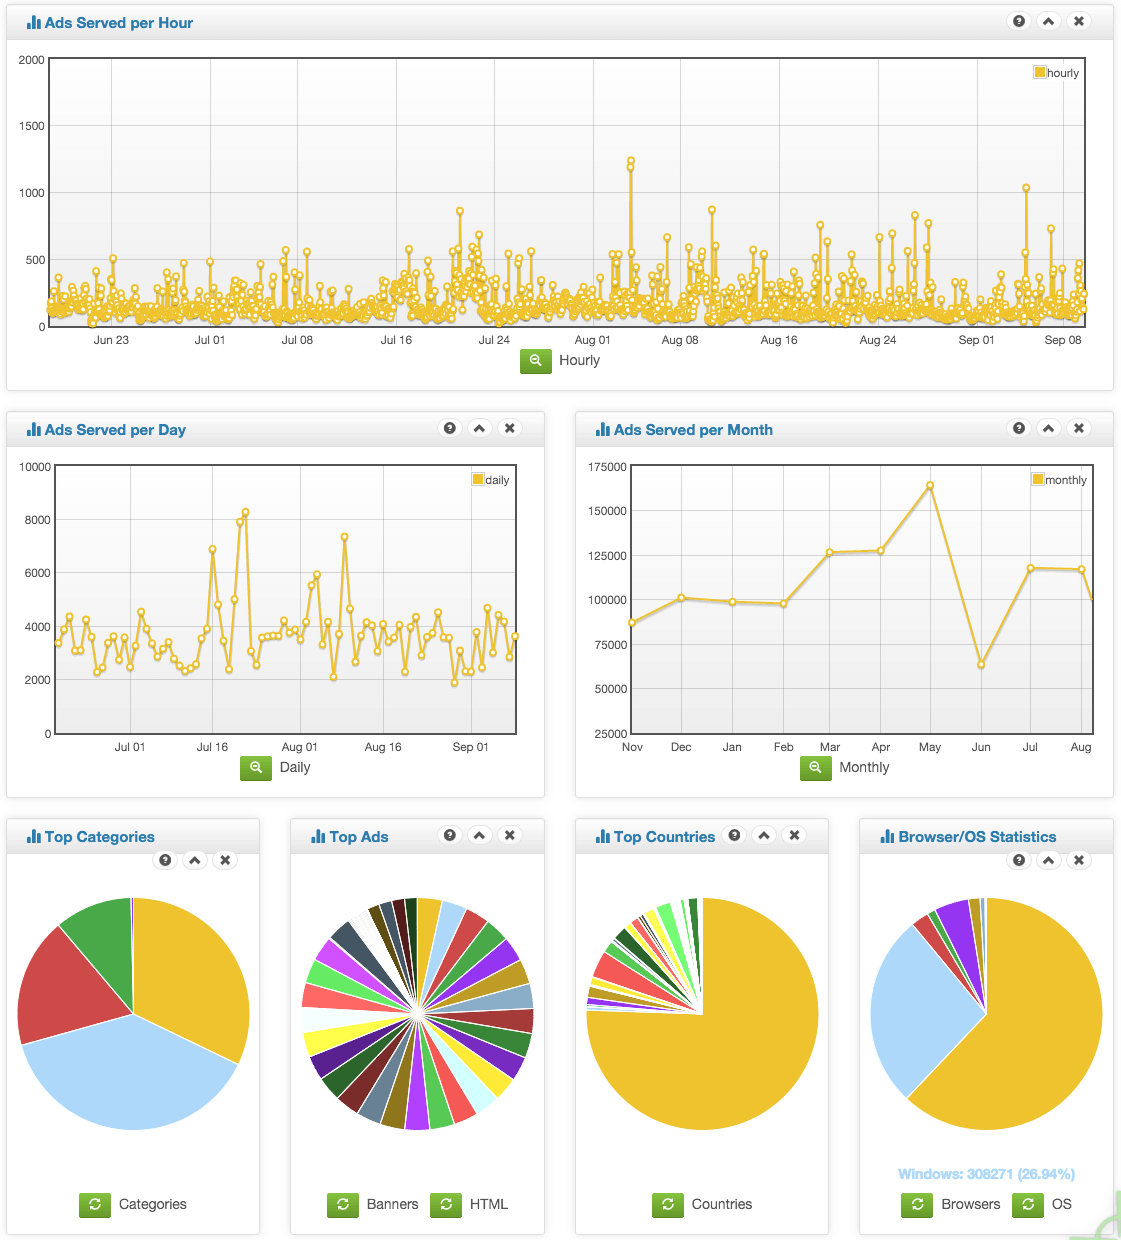 Ads Served per Hour
2000
1500
1000
500
0
hourly
Jun 23 Jul 01 Jul 08 Jul 16 Jul 24 Aug 01 Aug 08 Aug 16 Aug 24 Sep 01 Sep 08
Hourly
Ads Served per Day
10000
8000
6000
4000
2000
0
daily
Jul 01 Jul 16 Aug 01 Aug 16 Sep 01
Daily
Ads Served per Month
175000
150000
125000
100000
75000
50000
25000
monthly
Nov Dec Jan Feb Mar Apr May Jun Jul Aug
Monthly
Top Categories
Categories
Top Ads
Banners HTML
Top Countries
Countries
Browser/OS Statistics
Windows: 308271 (26.94%)
Browsers OS